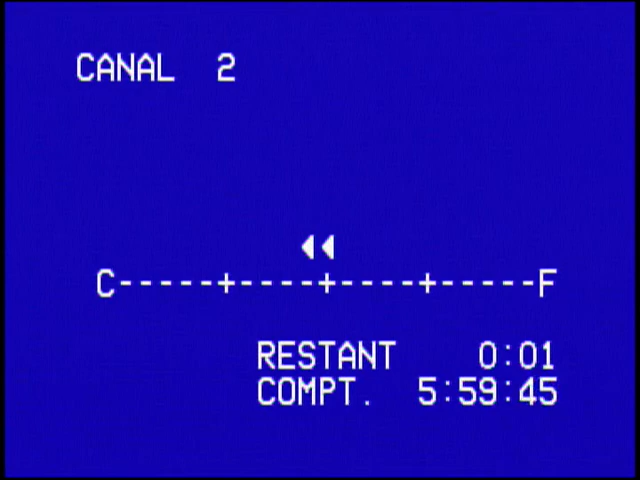 CANAL 2
◀◀
C-----+----+----+-----F
RESTANT 0:01
COMPT. 5:59:45